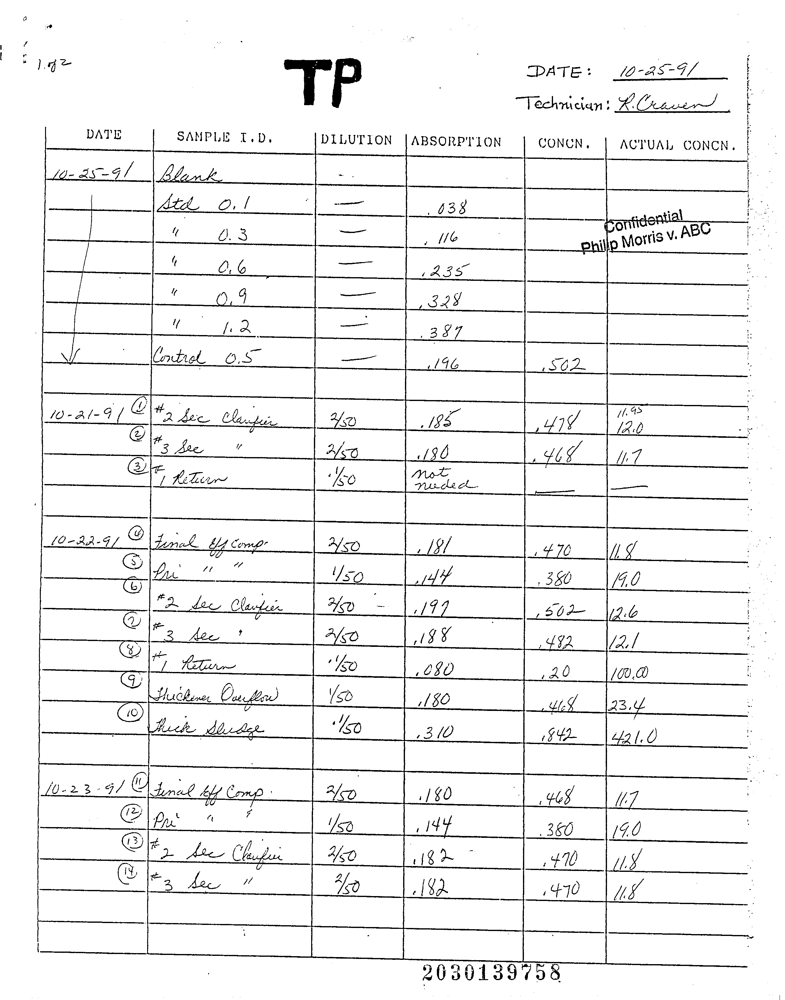 1 of 2
TP
DATE: 10-25-91
Technician: R. Craven
DATE SAMPLE I.D. DILUTION ABSORPTION CONCN. ACTUAL CONCN.
10-25-91 Blank - -
Std 0.1 — .038
" 0.3 — .116
Confidential
Philip Morris v. ABC
" 0.6 — .235
" 0.9 — .328
" 1.2 — .387
Control 0.5 — .196 .502
10-21-91 ① #2 Sec Clarifier 2/50 .185 .478 11.95
12.0
② #3 Sec " 2/50 .180 .468 11.7
③ #1 Return .1/50 not needed — —
10-22-91 ④ Final Eff Comp. 2/50 .181 .470 11.8
⑤ Pri " " 1/50 .144 .380 19.0
⑥ #2 Sec Clarifier 2/50 - .197 .502 12.6
⑦ #3 Sec " 2/50 .188 .482 12.1
⑧ #1 Return .1/50 .080 .20 100.00
⑨ Thickener Overflow 1/50 .180 .468 23.4
⑩ Thick Sludge .1/50 .310 .842 421.0
10-23-91 ⑪ Final Eff Comp. 2/50 .180 .468 11.7
⑫ Pri " " 1/50 .144 .380 19.0
⑬ #2 Sec Clarifier 2/50 .182 .470 11.8
⑭ #3 Sec " 2/50 .182 .470 11.8
2030139758